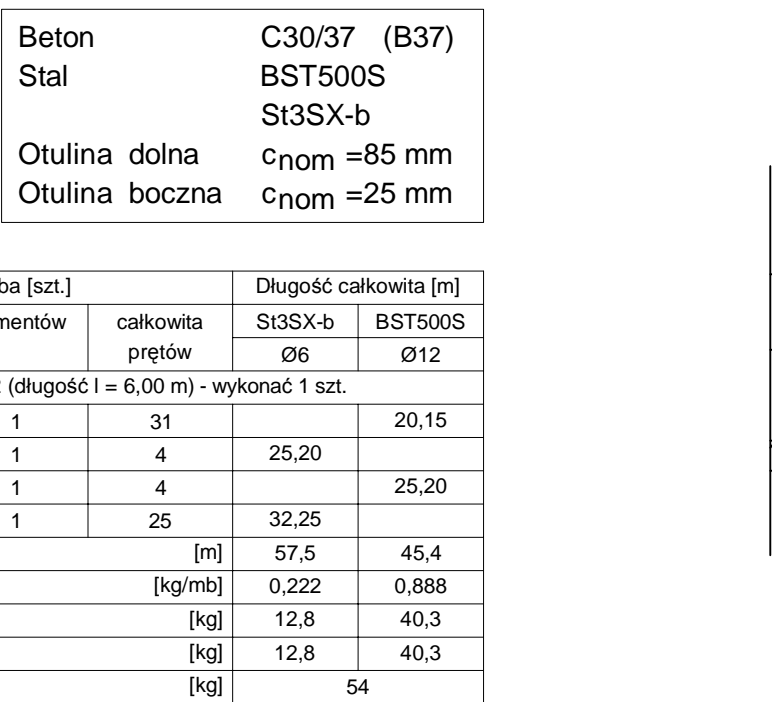 Beton C30/37 (B37)
Stal BST500S
St3SX-b
Otulina dolna cnom =85 mm
Otulina boczna cnom =25 mm
ba [szt.] Długość całkowita [m]
mentów całkowita St3SX-b BST500S
prętów Ø6 Ø12
(długość l = 6,00 m) - wykonać 1 szt.
1 31 20,15
1 4 25,20
1 4 25,20
1 25 32,25
[m] 57,5 45,4
[kg/mb] 0,222 0,888
[kg] 12,8 40,3
[kg] 12,8 40,3
[kg] 54